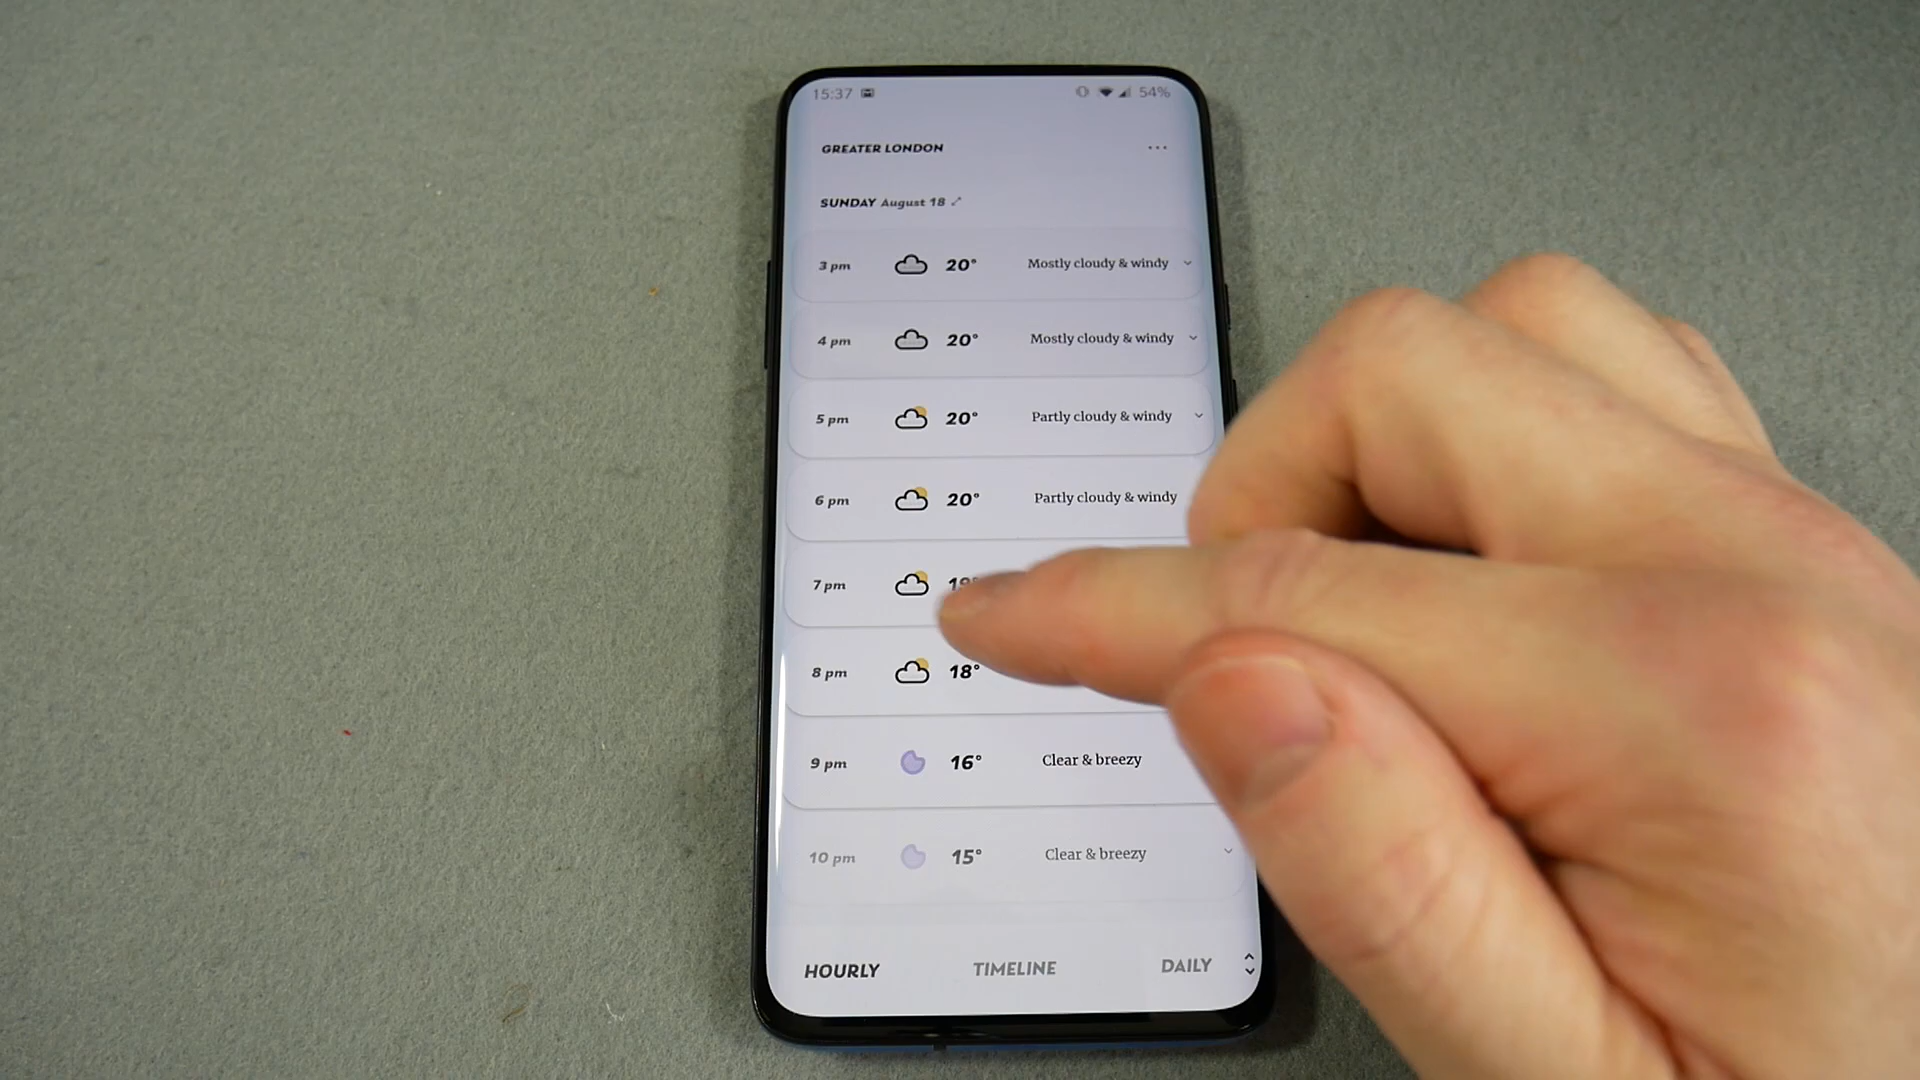 15:37 54%
GREATER LONDON
SUNDAY August 18
3 pm 20° Mostly cloudy & windy
4 pm 20° Mostly cloudy & windy
5 pm 20° Partly cloudy & windy
6 pm 20° Partly cloudy & windy
7 pm
8 pm 18°
9 pm 16° Clear & breezy
10 pm 15° Clear & breezy
HOURLY TIMELINE DAILY